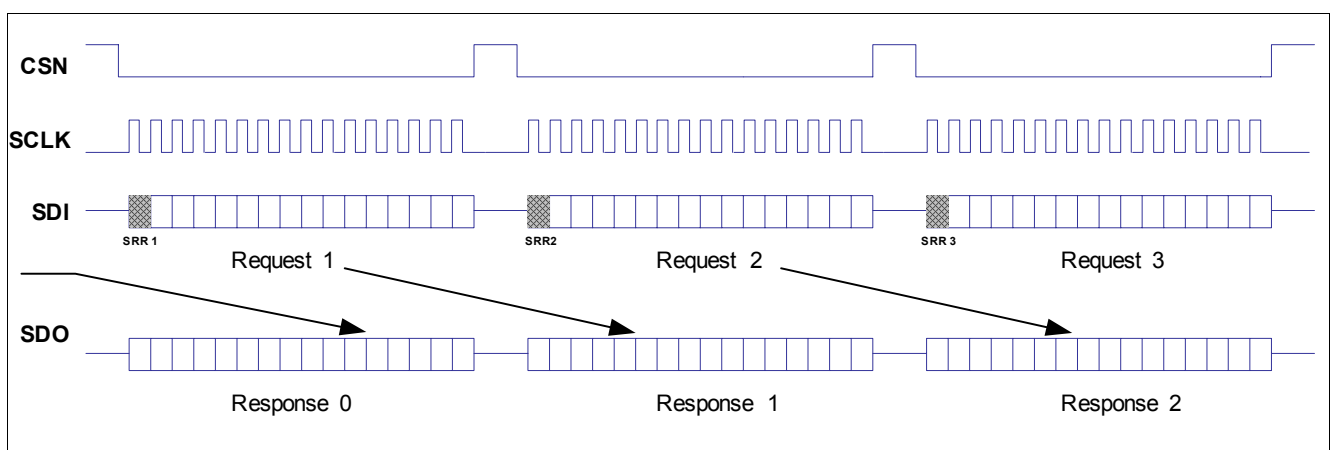 CSN
SCLK
SDI
SRR 1 SRR2 SRR 3
Request 1 Request 2 Request 3
SDO
Response 0 Response 1 Response 2